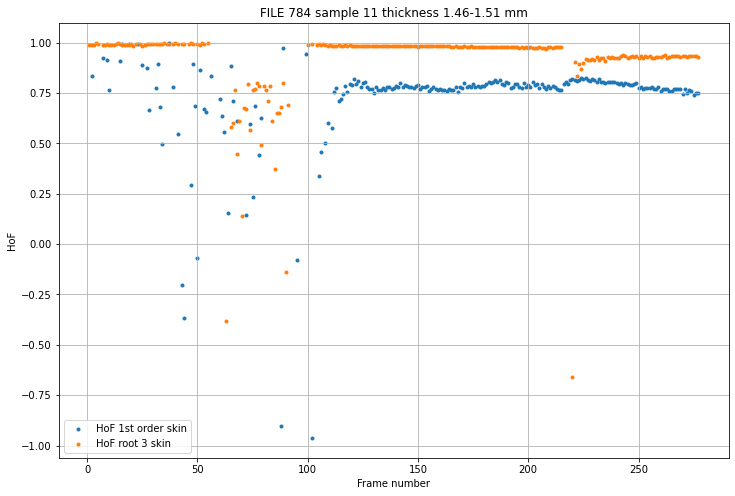 FILE 784 sample 11 thickness 1.46-1.51 mm
1.00
0.75
0.50
0.25
0.00
−0.25
−0.50
−0.75
−1.00
HoF
HoF 1st order skin
HoF root 3 skin
0 50 100 150 200 250
Frame number